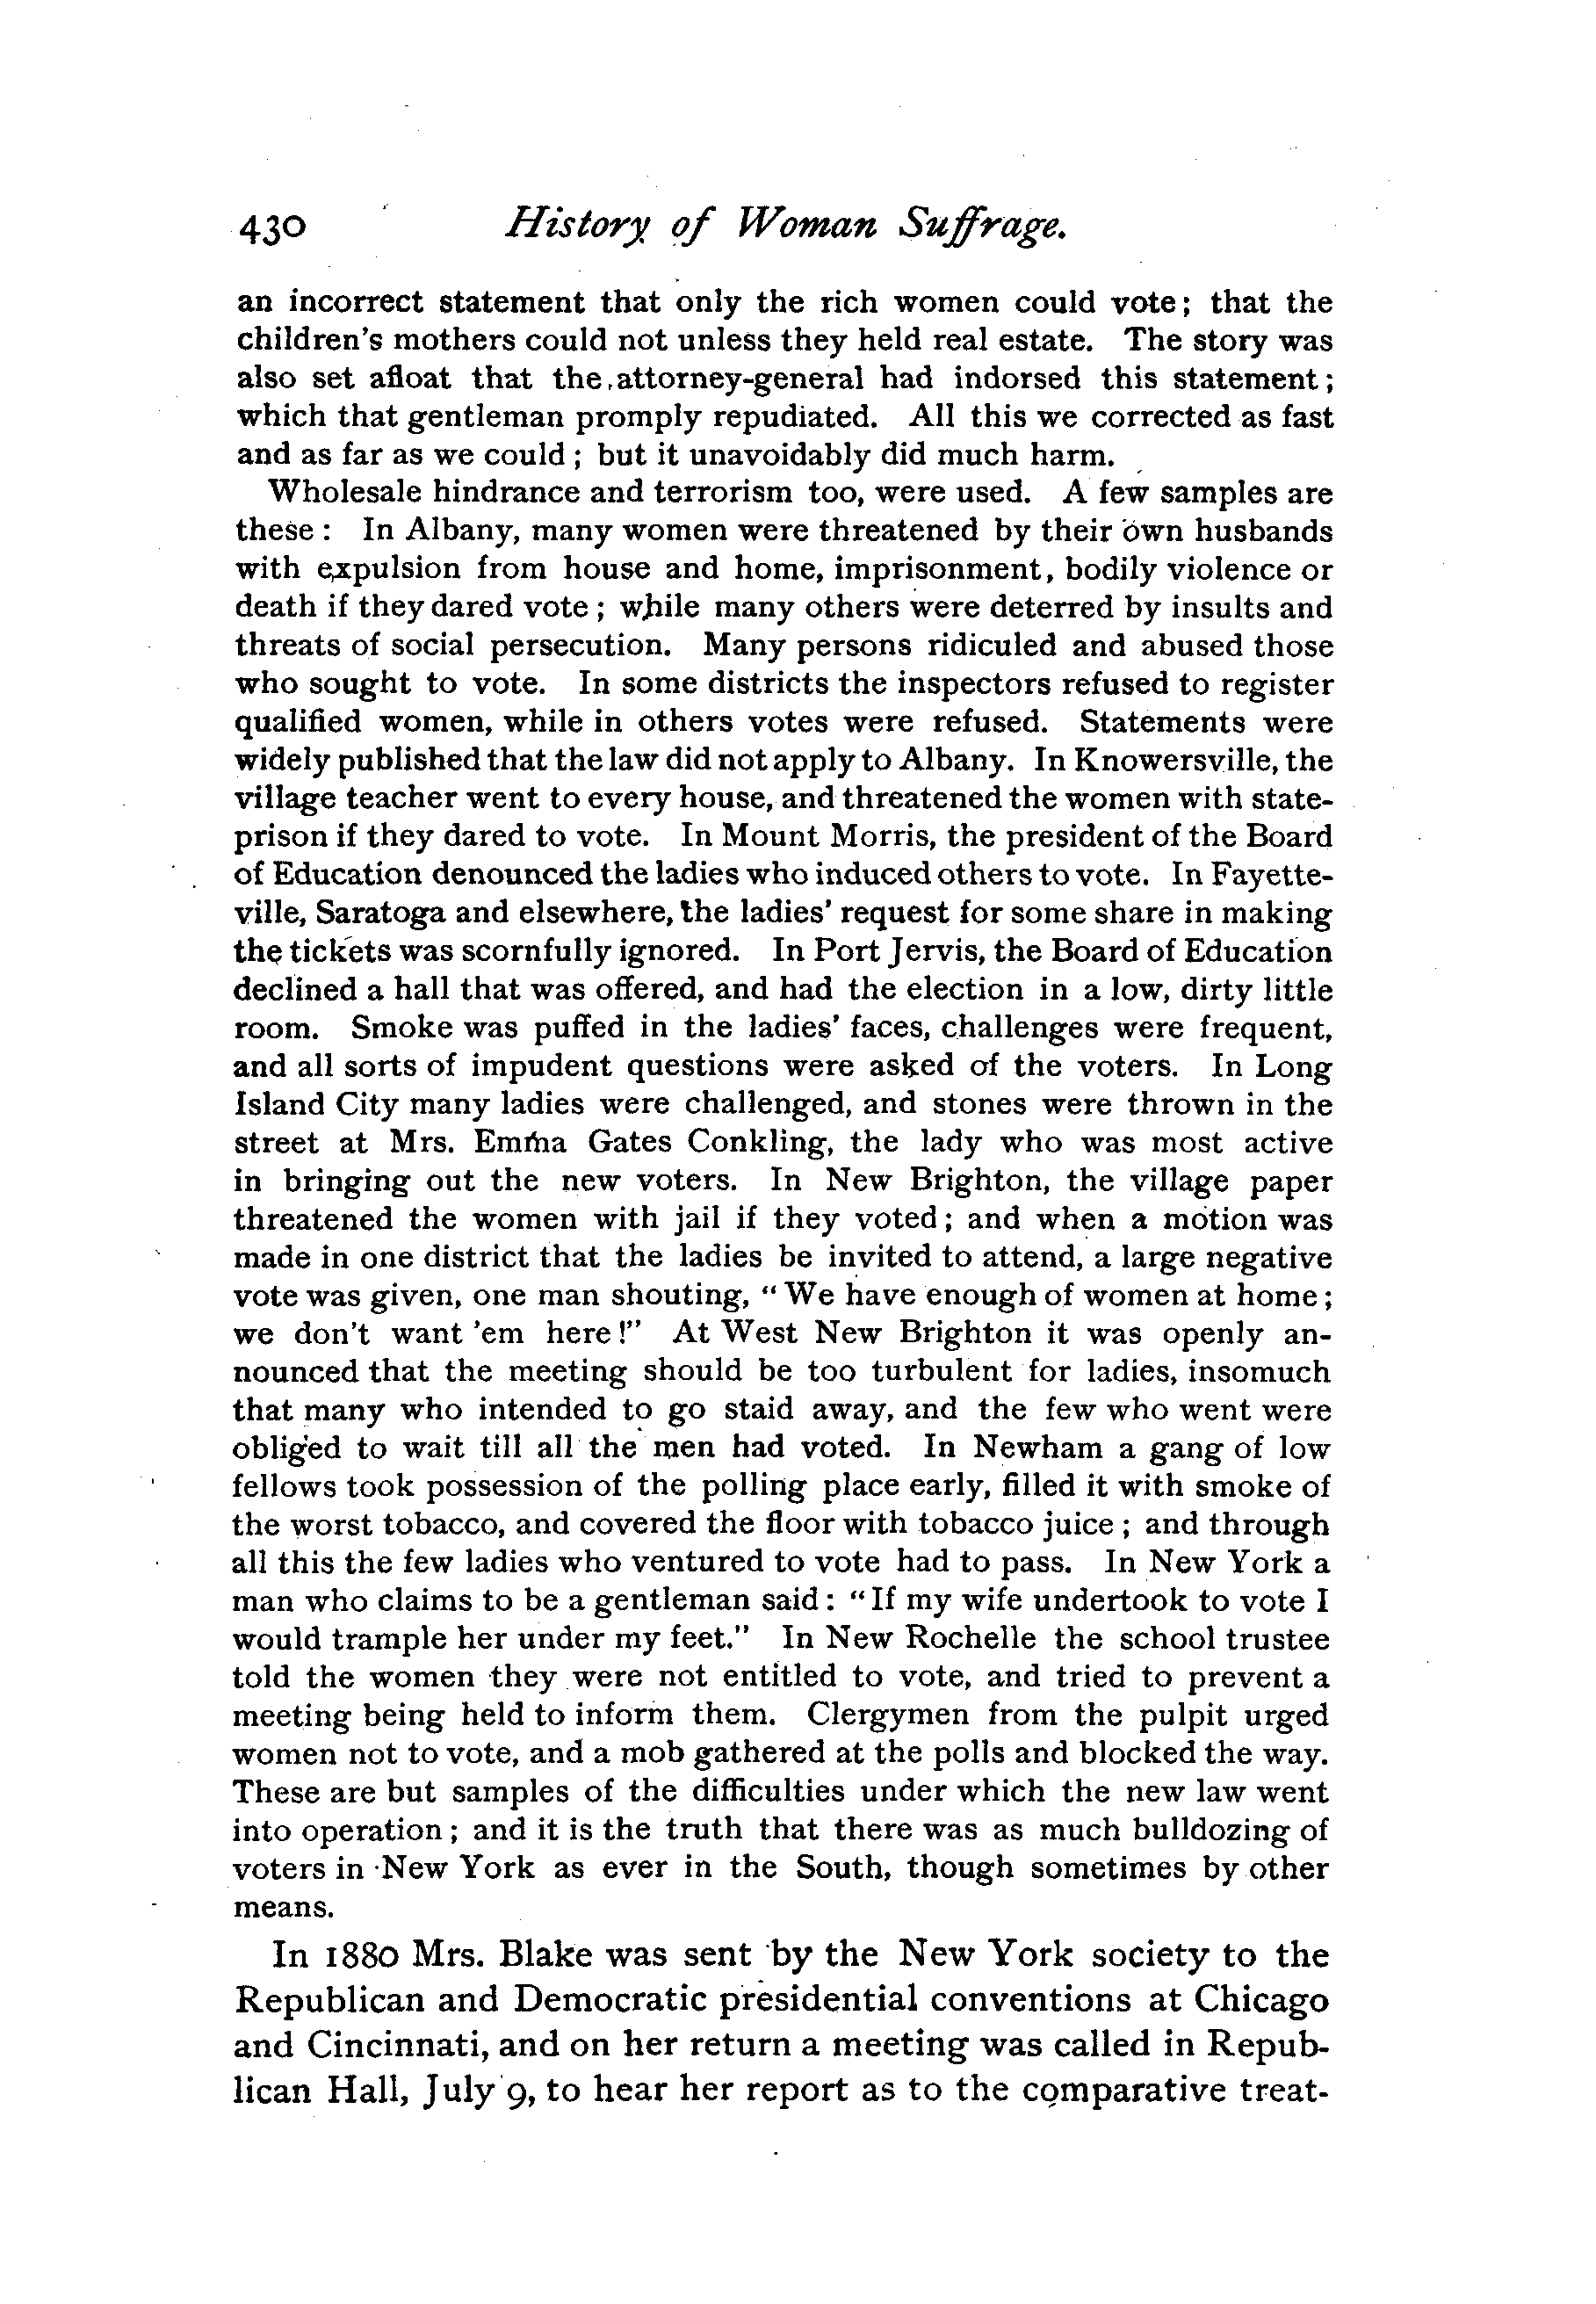 430 History of Woman Suffrage.
an incorrect statement that only the rich women could vote; that the
children's mothers could not unless they held real estate. The story was
also set afloat that the attorney-general had indorsed this statement;
which that gentleman promply repudiated. All this we corrected as fast
and as far as we could; but it unavoidably did much harm.
Wholesale hindrance and terrorism too, were used. A few samples are
these: In Albany, many women were threatened by their own husbands
with expulsion from house and home, imprisonment, bodily violence or
death if they dared vote; while many others were deterred by insults and
threats of social persecution. Many persons ridiculed and abused those
who sought to vote. In some districts the inspectors refused to register
qualified women, while in others votes were refused. Statements were
widely published that the law did not apply to Albany. In Knowersville, the
village teacher went to every house, and threatened the women with state-
prison if they dared to vote. In Mount Morris, the president of the Board
of Education denounced the ladies who induced others to vote. In Fayette-
ville, Saratoga and elsewhere, the ladies' request for some share in making
the tickets was scornfully ignored. In Port Jervis, the Board of Education
declined a hall that was offered, and had the election in a low, dirty little
room. Smoke was puffed in the ladies' faces, challenges were frequent,
and all sorts of impudent questions were asked of the voters. In Long
Island City many ladies were challenged, and stones were thrown in the
street at Mrs. Emma Gates Conkling, the lady who was most active
in bringing out the new voters. In New Brighton, the village paper
threatened the women with jail if they voted; and when a motion was
made in one district that the ladies be invited to attend, a large negative
vote was given, one man shouting, "We have enough of women at home;
we don't want 'em here!" At West New Brighton it was openly an-
nounced that the meeting should be too turbulent for ladies, insomuch
that many who intended to go staid away, and the few who went were
obliged to wait till all the men had voted. In Newham a gang of low
fellows took possession of the polling place early, filled it with smoke of
the worst tobacco, and covered the floor with tobacco juice; and through
all this the few ladies who ventured to vote had to pass. In New York a
man who claims to be a gentleman said: "If my wife undertook to vote I
would trample her under my feet." In New Rochelle the school trustee
told the women they were not entitled to vote, and tried to prevent a
meeting being held to inform them. Clergymen from the pulpit urged
women not to vote, and a mob gathered at the polls and blocked the way.
These are but samples of the difficulties under which the new law went
into operation; and it is the truth that there was as much bulldozing of
voters in New York as ever in the South, though sometimes by other
means.
In 1880 Mrs. Blake was sent by the New York society to the
Republican and Democratic presidential conventions at Chicago
and Cincinnati, and on her return a meeting was called in Repub-
lican Hall, July 9, to hear her report as to the comparative treat-